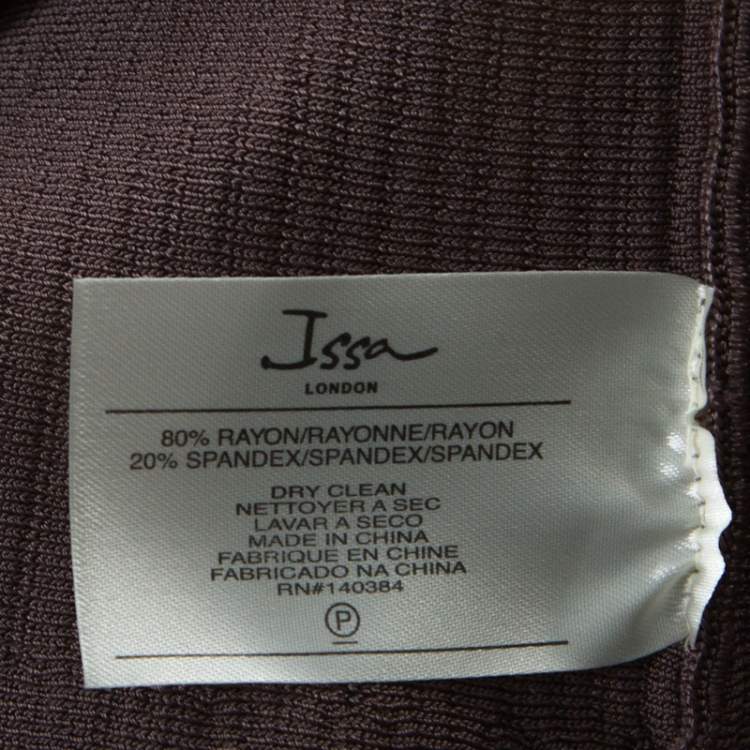 Issa
LONDON
80% RAYON/RAYONNE/RAYON
20% SPANDEX/SPANDEX/SPANDEX
DRY CLEAN
NETTOYER A SEC
LAVAR A SECO
MADE IN CHINA
FABRIQUE EN CHINE
FABRICADO NA CHINA
RN#140384
P